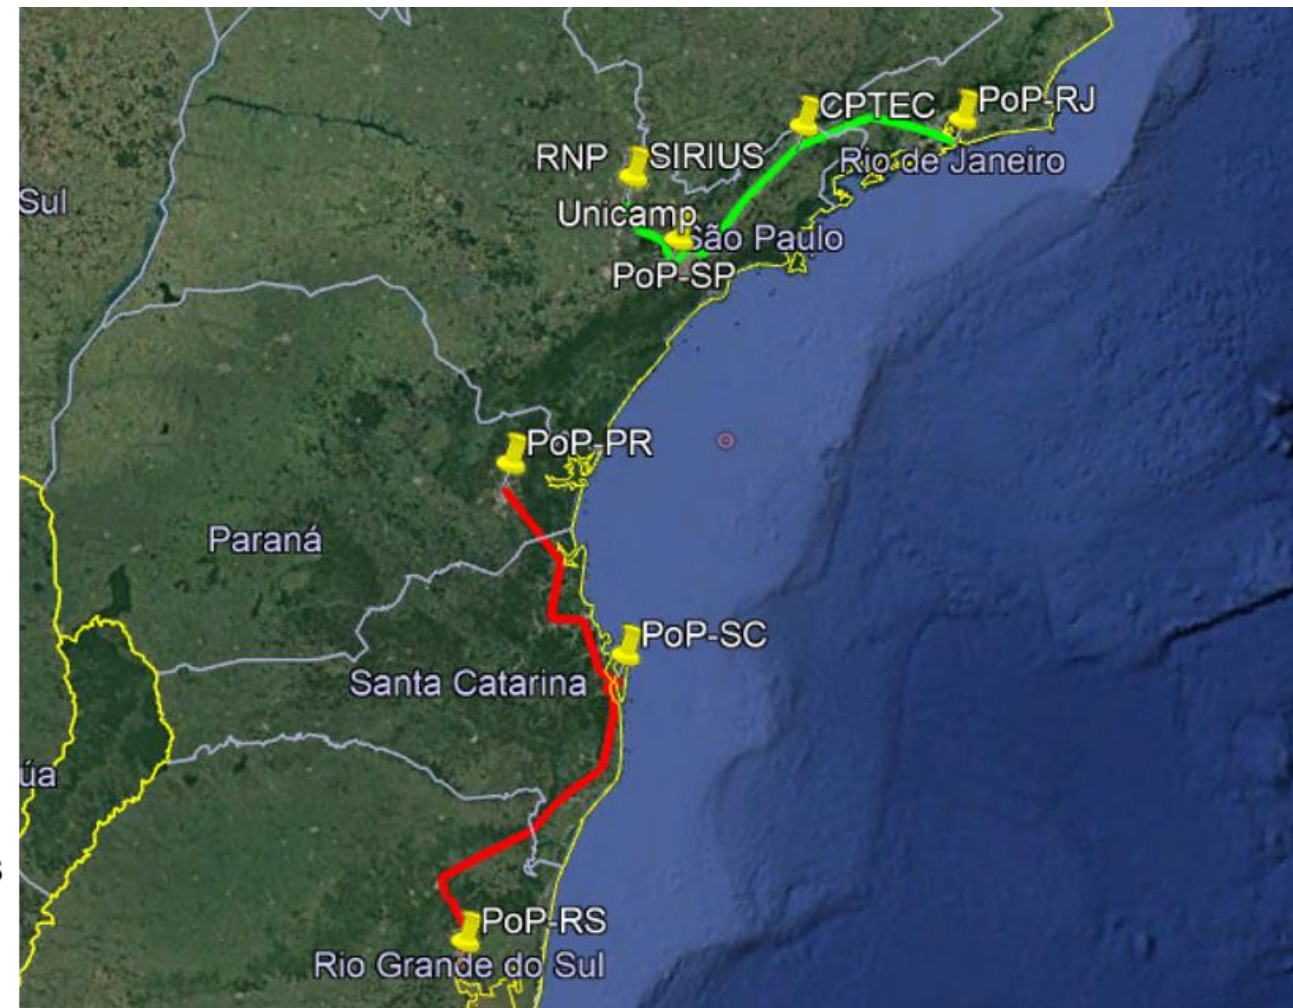 CPTEC
PoP-RJ
RNP
SIRIUS
Rio de Janeiro
Sul
Unicamp
São Paulo
PoP-SP
PoP-PR
Paraná
PoP-SC
Santa Catarina
úa
s
PoP-RS
Rio Grande do Sul